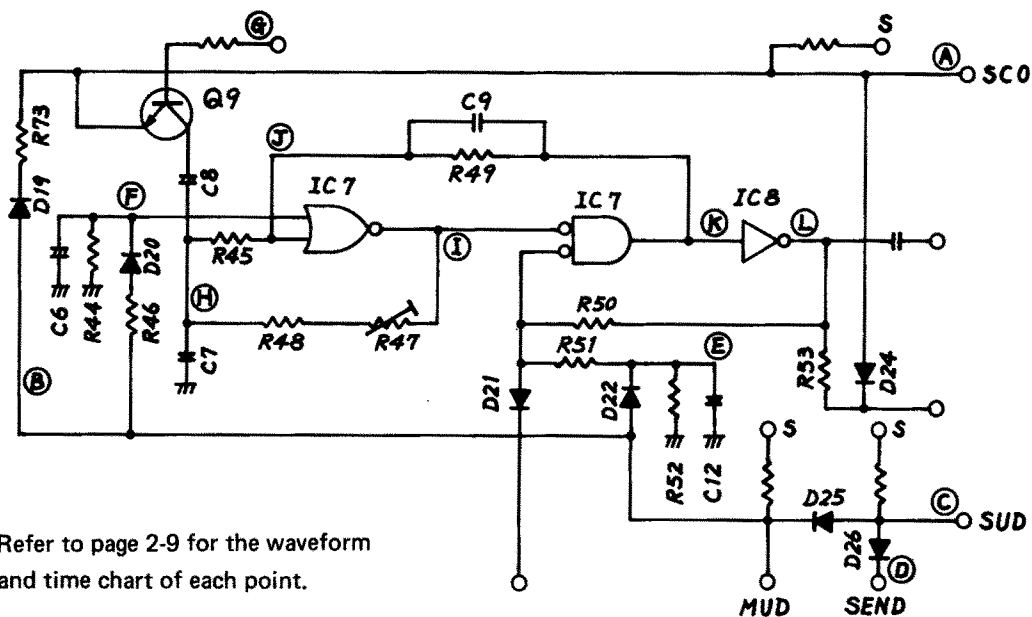 G
S
A
SCO
Q9
C9
R73
J
R49
D19
C8
IC7
IC7
IC8
F
K
L
I
R45
D20
C6
R44
R46
H
R48
R47
R50
R51
E
R53
D24
C7
B
D21
D22
R52
C12
S
S
D25
C
SUD
D26
D
MUD
SEND
Refer to page 2-9 for the waveform
and time chart of each point.